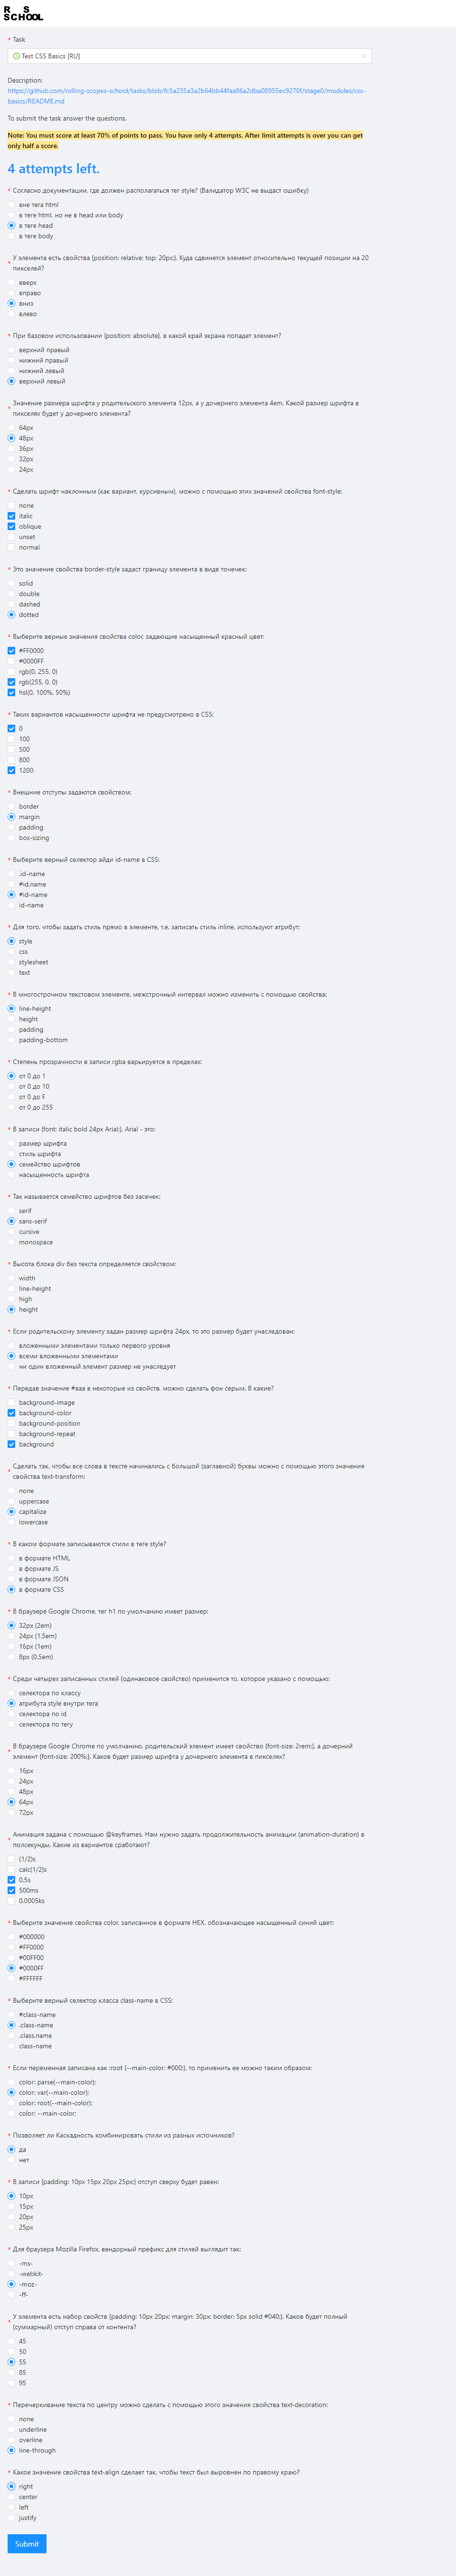 RS
SCHOOL
* Task
Test CSS Basics [RU]
Description:
https://github.com/rolling-scopes-school/tasks/blob/fc5a235a3a2b64bb44faa86a2dba08955ec9270f/stage0/modules/css-
basics/README.md
To submit the task answer the questions.
Note: You must score at least 70% of points to pass. You have only 4 attempts. After limit attempts is over you can get
only half a score.
4 attempts left.
* Согласно документации, где должен располагаться тег style? (Валидатор W3C не выдаст ошибку)
вне тега html
в теге html, но не в head или body
в теге head
в теге body
* У элемента есть свойства {position: relative; top: 20px;}. Куда сдвинется элемент относительно текущей позиции на 20
пикселей?
вверх
вправо
вниз
влево
* При базовом использовании {position: absolute}, в какой край экрана попадет элемент?
верхний правый
нижний правый
нижний левый
верхний левый
* Значение размера шрифта у родительского элемента 12px, а у дочернего элемента 4em. Какой размер шрифта в
пикселях будет у дочернего элемента?
64px
48px
36px
32px
24px
* Сделать шрифт наклонным (как вариант, курсивным), можно с помощью этих значений свойства font-style:
none
italic
oblique
unset
normal
* Это значение свойства border-style задаст границу элемента в виде точечек:
solid
double
dashed
dotted
* Выберите верные значения свойства color, задающие насыщенный красный цвет:
#FF0000
#0000FF
rgb(0, 255, 0)
rgb(255, 0, 0)
hsl(0, 100%, 50%)
* Таких вариантов насыщенности шрифта не предусмотрено в CSS:
0
100
500
800
1200
* Внешние отступы задаются свойством:
border
margin
padding
box-sizing
* Выберите верный селектор айди id-name в CSS:
.id-name
#id.name
#id-name
id-name
* Для того, чтобы задать стиль прямо в элементе, т.е. записать стиль inline, используют атрибут:
style
css
stylesheet
text
* В многострочном текстовом элементе, межстрочный интервал можно изменить с помощью свойства:
line-height
height
padding
padding-bottom
* Степень прозрачности в записи rgba варьируется в пределах:
от 0 до 1
от 0 до 10
от 0 до F
от 0 до 255
* В записи {font: italic bold 24px Arial;}, Arial - это:
размер шрифта
стиль шрифта
семейство шрифтов
насыщенность шрифта
* Так называется семейство шрифтов без засечек:
serif
sans-serif
cursive
monospace
* Высота блока div без текста определяется свойством:
width
line-height
high
height
* Если родительскому элементу задан размер шрифта 24px, то это размер будет унаследован:
вложенными элементами только первого уровня
всеми вложенными элементами
ни один вложенный элемент размер не унаследует
* Передав значение #aaa в некоторые из свойств, можно сделать фон серым. В какие?
background-image
background-color
background-position
background-repeat
background
* Сделать так, чтобы все слова в тексте начинались с большой (заглавной) буквы можно с помощью этого значения
свойства text-transform:
none
uppercase
capitalize
lowercase
* В каком формате записываются стили в теге style?
в формате HTML
в формате JS
в формате JSON
в формате CSS
* В браузере Google Chrome, тег h1 по умолчанию имеет размер:
32px (2em)
24px (1.5em)
16px (1em)
8px (0.5em)
* Среди четырех записанных стилей (одинаковое свойство) применится то, которое указано с помощью:
селектора по классу
атрибута style внутри тега
селектора по id
селектора по тегу
* В браузере Google Chrome по умолчанию, родительский элемент имеет свойство {font-size: 2rem;}, а дочерний
элемент {font-size: 200%;}. Каков будет размер шрифта у дочернего элемента в пикселях?
16px
24px
48px
64px
72px
* Анимация задана с помощью @keyframes. Нам нужно задать продолжительность анимации (animation-duration) в
полсекунды. Какие из вариантов сработают?
(1/2)s
calc(1/2)s
0.5s
500ms
0.0005ks
* Выберите значение свойства color, записанное в формате HEX, обозначающее насыщенный синий цвет:
#000000
#FF0000
#00FF00
#0000FF
#FFFFFF
* Выберите верный селектор класса class-name в CSS:
#class-name
.class-name
.class.name
class-name
* Если переменная записана как :root {--main-color: #000;}, то применить ее можно таким образом:
color: parse(--main-color);
color: var(--main-color);
color: root(--main-color);
color: --main-color;
* Позволяет ли Каскадность комбинировать стили из разных источников?
да
нет
* В записи {padding: 10px 15px 20px 25px;} отступ сверху будет равен:
10px
15px
20px
25px
* Для браузера Mozilla Firefox, вендорный префикс для стилей выглядит так:
-ms-
-webkit-
-moz-
-ff-
* У элемента есть набор свойств {padding: 10px 20px; margin: 30px; border: 5px solid #040;}. Каков будет полный
(суммарный) отступ справа от контента?
45
50
55
85
95
* Перечеркивание текста по центру можно сделать с помощью этого значения свойства text-decoration:
none
underline
overline
line-through
* Какое значение свойства text-align сделает так, чтобы текст был выровнен по правому краю?
right
center
left
justify
Submit